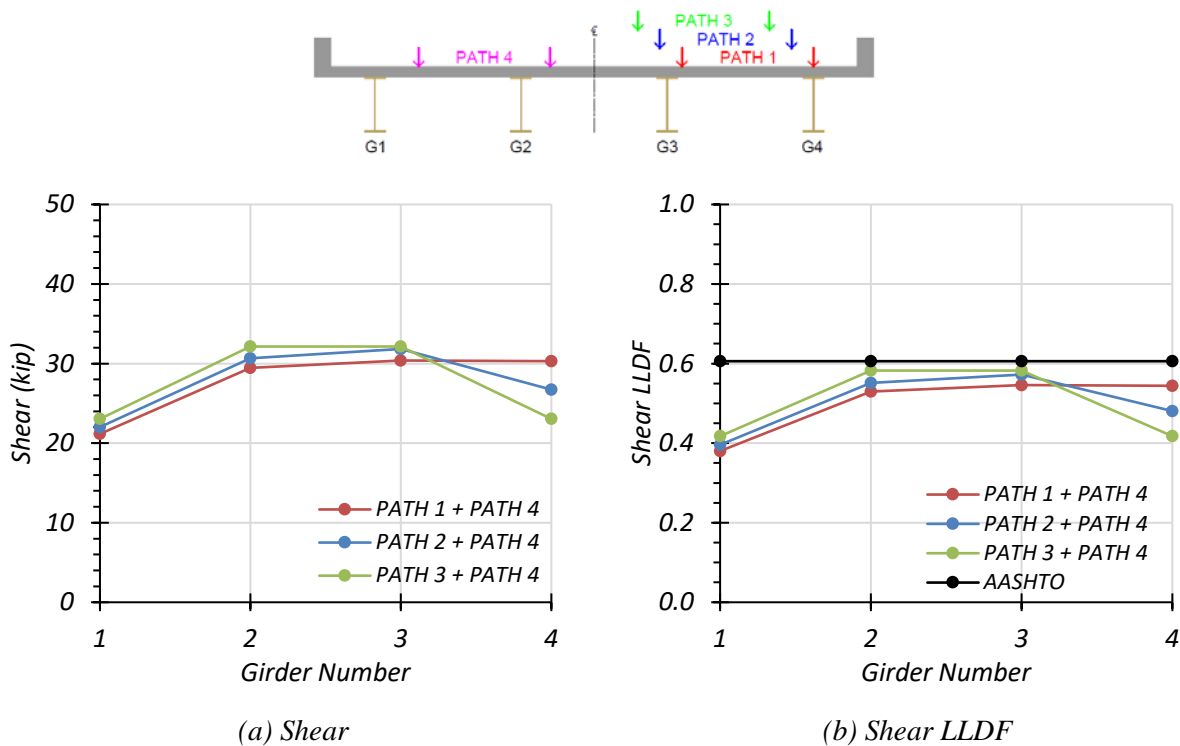 PATH 3
℄
PATH 2
PATH 4
PATH 1
G1
G2
G3
G4
50
40
30
20
10
0
Shear (kip)
1
2
3
4
Girder Number
PATH 1 + PATH 4
PATH 2 + PATH 4
PATH 3 + PATH 4
(a) Shear
1.0
0.8
0.6
0.4
0.2
0.0
Shear LLDF
1
2
3
4
Girder Number
PATH 1 + PATH 4
PATH 2 + PATH 4
PATH 3 + PATH 4
AASHTO
(b) Shear LLDF